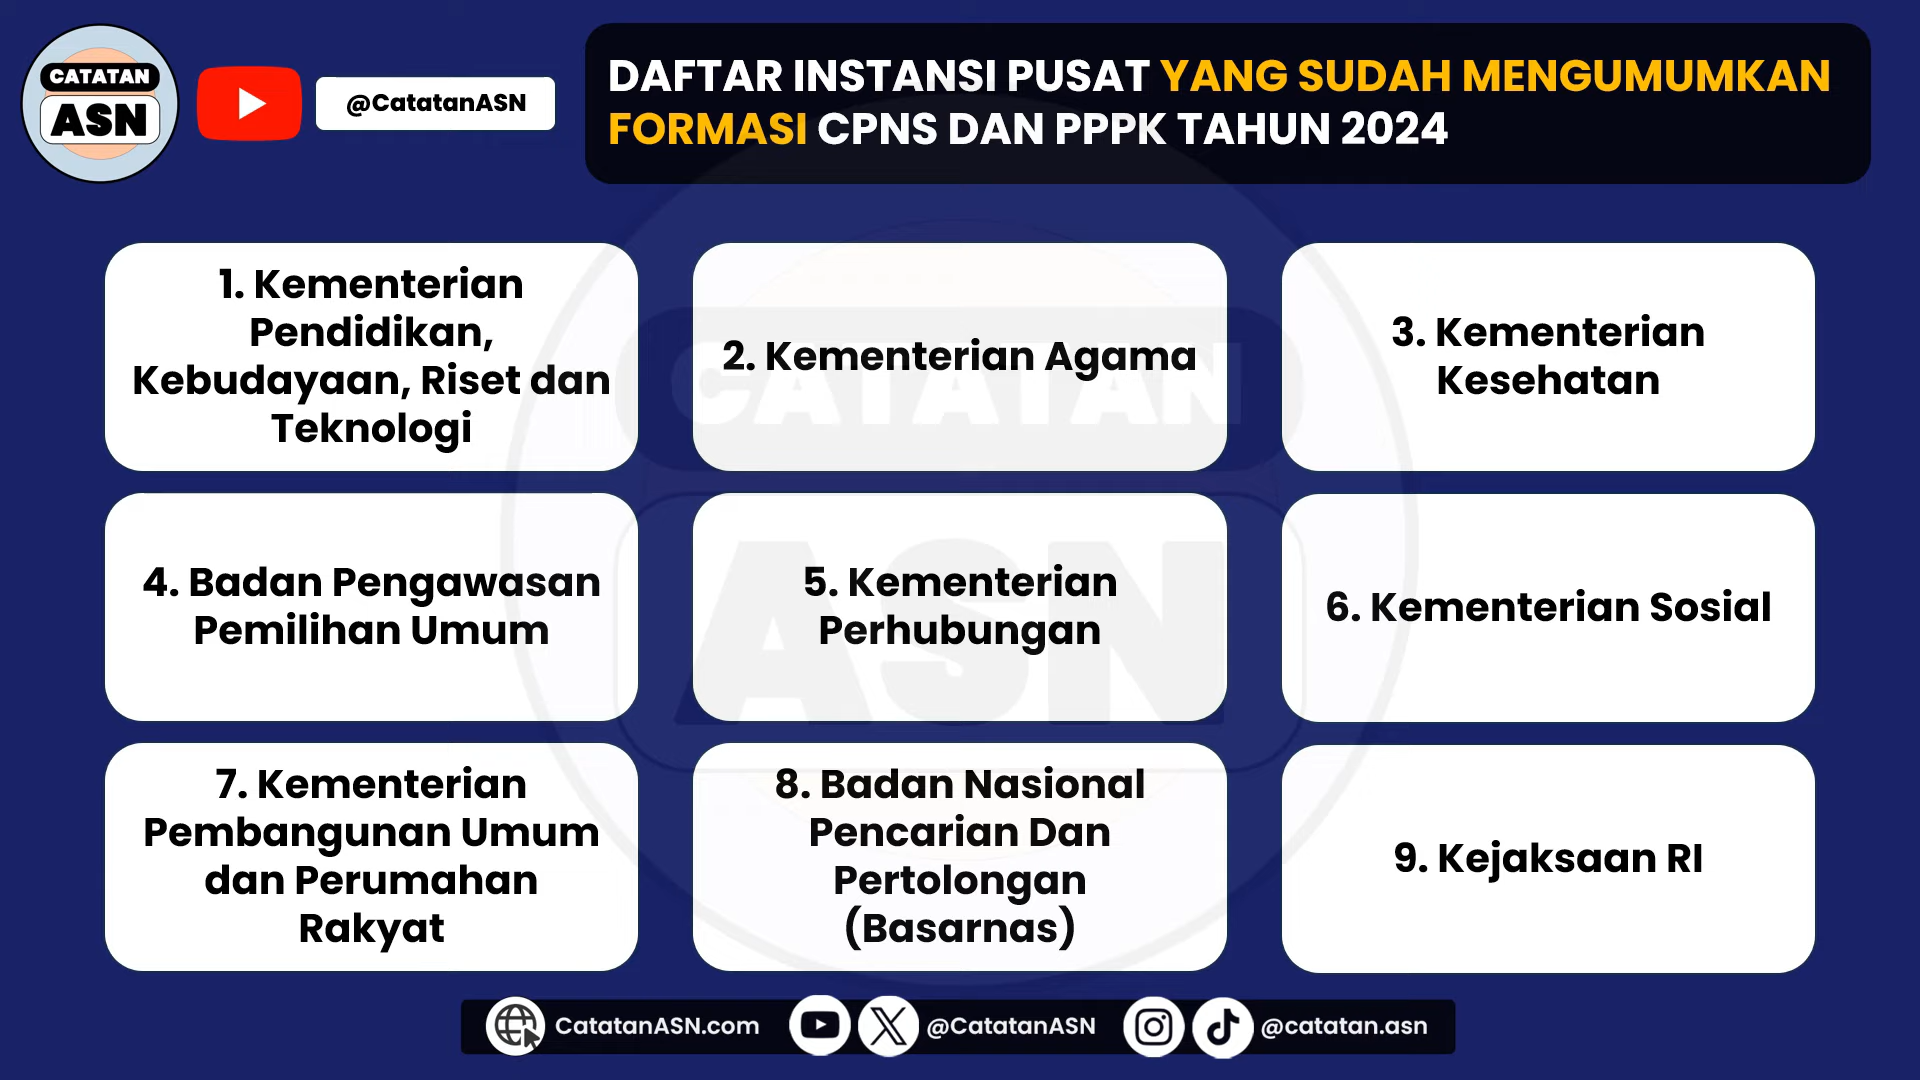 CATATAN
ASN
@CatatanASN
DAFTAR INSTANSI PUSAT YANG SUDAH MENGUMUMKAN
FORMASI CPNS DAN PPPK TAHUN 2024
1. Kementerian
Pendidikan,
Kebudayaan, Riset dan
Teknologi
2. Kementerian Agama
3. Kementerian
Kesehatan
4. Badan Pengawasan
Pemilihan Umum
5. Kementerian
Perhubungan
6. Kementerian Sosial
7. Kementerian
Pembangunan Umum
dan Perumahan
Rakyat
8. Badan Nasional
Pencarian Dan
Pertolongan
(Basarnas)
9. Kejaksaan RI
CATATAN
ASN
CatatanASN.com
@CatatanASN
@catatan.asn